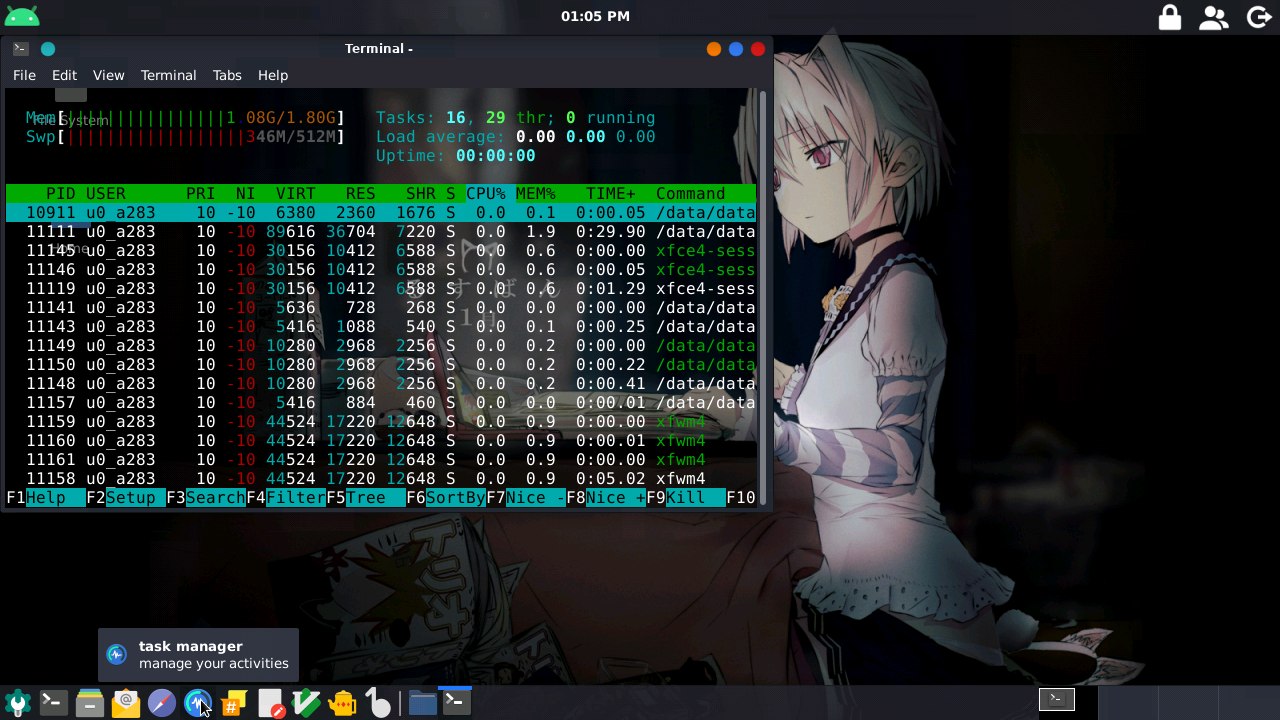 01:05 PM
Terminal -
File Edit View Terminal Tabs Help
File System
Mem[||||||||||||||||1.08G/1.80G] Tasks: 16, 29 thr; 0 running
Swp[||||||||||||||||||346M/512M] Load average: 0.00 0.00 0.00
Uptime: 00:00:00
PID USER PRI NI VIRT RES SHR S CPU% MEM% TIME+ Command
10911 u0_a283 10 -10 6380 2360 1676 S 0.0 0.1 0:00.05 /data/data
11111 u0_a283 10 -10 89616 36704 7220 S 0.0 1.9 0:29.90 /data/data
Home
11145 u0_a283 10 -10 30156 10412 6588 S 0.0 0.6 0:00.00 xfce4-sess
11146 u0_a283 10 -10 30156 10412 6588 S 0.0 0.6 0:00.05 xfce4-sess
11119 u0_a283 10 -10 30156 10412 6588 S 0.0 0.6 0:01.29 xfce4-sess
11141 u0_a283 10 -10 5636 728 268 S 0.0 0.0 0:00.00 /data/data
11143 u0_a283 10 -10 5416 1088 540 S 0.0 0.1 0:00.25 /data/data
11149 u0_a283 10 -10 10280 2968 2256 S 0.0 0.2 0:00.00 /data/data
11150 u0_a283 10 -10 10280 2968 2256 S 0.0 0.2 0:00.22 /data/data
11148 u0_a283 10 -10 10280 2968 2256 S 0.0 0.2 0:00.41 /data/data
11157 u0_a283 10 -10 5416 884 460 S 0.0 0.0 0:00.01 /data/data
11159 u0_a283 10 -10 44524 17220 12648 S 0.0 0.9 0:00.00 xfwm4
11160 u0_a283 10 -10 44524 17220 12648 S 0.0 0.9 0:00.01 xfwm4
11161 u0_a283 10 -10 44524 17220 12648 S 0.0 0.9 0:00.00 xfwm4
11158 u0_a283 10 -10 44524 17220 12648 S 0.0 0.9 0:05.02 xfwm4
F1Help F2Setup F3SearchF4FilterF5Tree F6SortByF7Nice -F8Nice +F9Kill F10
るすばん
トリオ
task manager
manage your activities